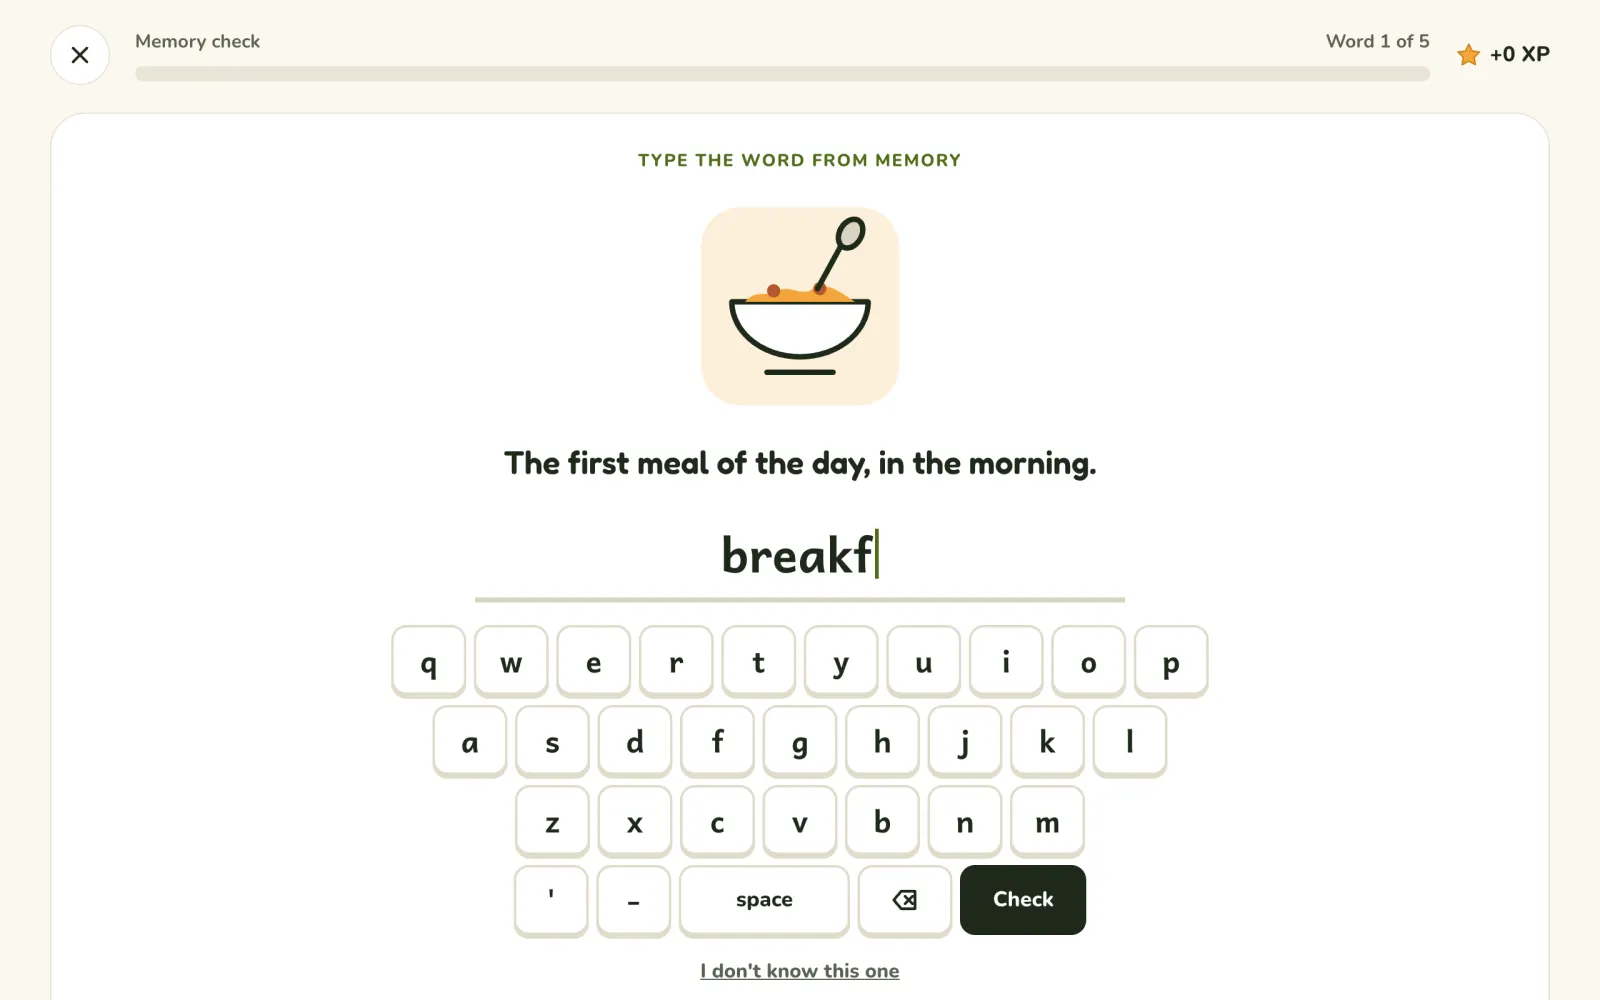 Memory check
Word 1 of 5
+0 XP
TYPE THE WORD FROM MEMORY
The first meal of the day, in the morning.
breakf
q w e r t y u i o p
a s d f g h j k l
z x c v b n m
' - space Check
I don't know this one